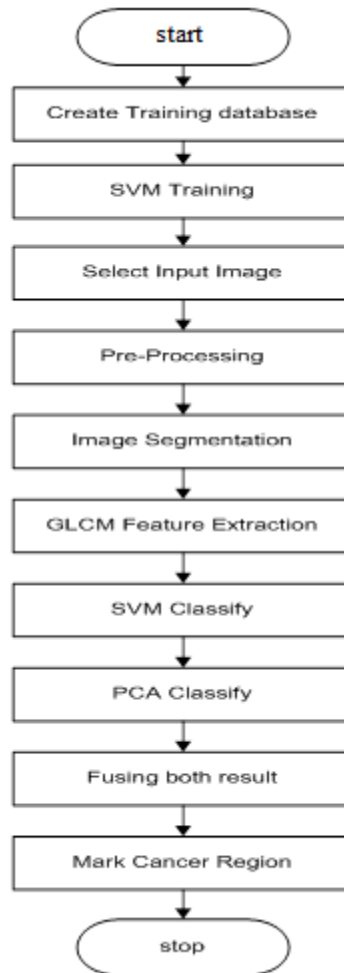 start
Create Training database
SVM Training
Select Input Image
Pre-Processing
Image Segmentation
GLCM Feature Extraction
SVM Classify
PCA Classify
Fusing both result
Mark Cancer Region
stop